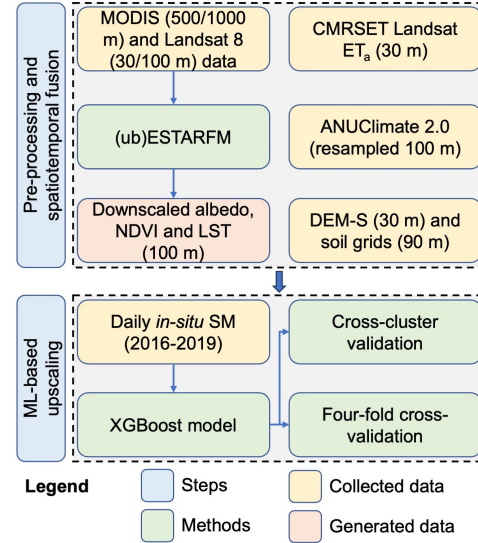 Pre-processing and
spatiotemporal fusion
MODIS (500/1000
m) and Landsat 8
(30/100 m) data
CMRSET Landsat
ETa (30 m)
(ub)ESTARFM
ANUClimate 2.0
(resampled 100 m)
Downscaled albedo,
NDVI and LST
(100 m)
DEM-S (30 m) and
soil grids (90 m)
ML-based
upscaling
Daily in-situ SM
(2016-2019)
Cross-cluster
validation
XGBoost model
Four-fold cross-
validation
Legend
Steps
Collected data
Methods
Generated data